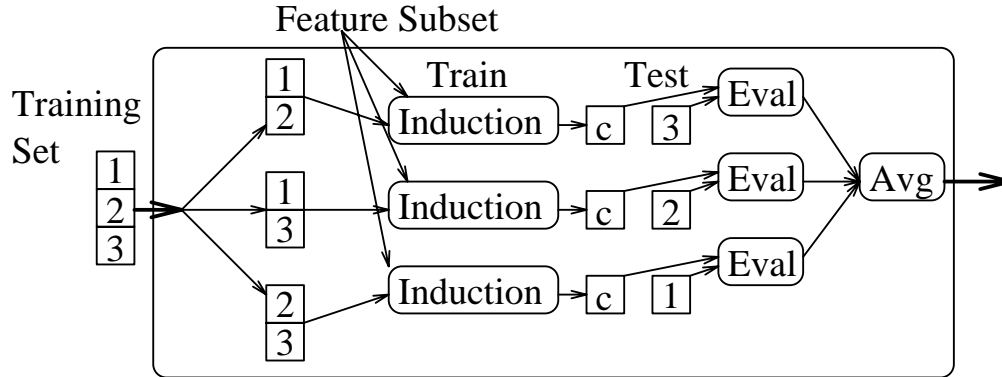 Feature Subset
Training
Set
1
2
3
1
2
1
3
2
3
Train
Induction
Induction
Induction
c
c
c
Test
3
2
1
Eval
Eval
Eval
Avg